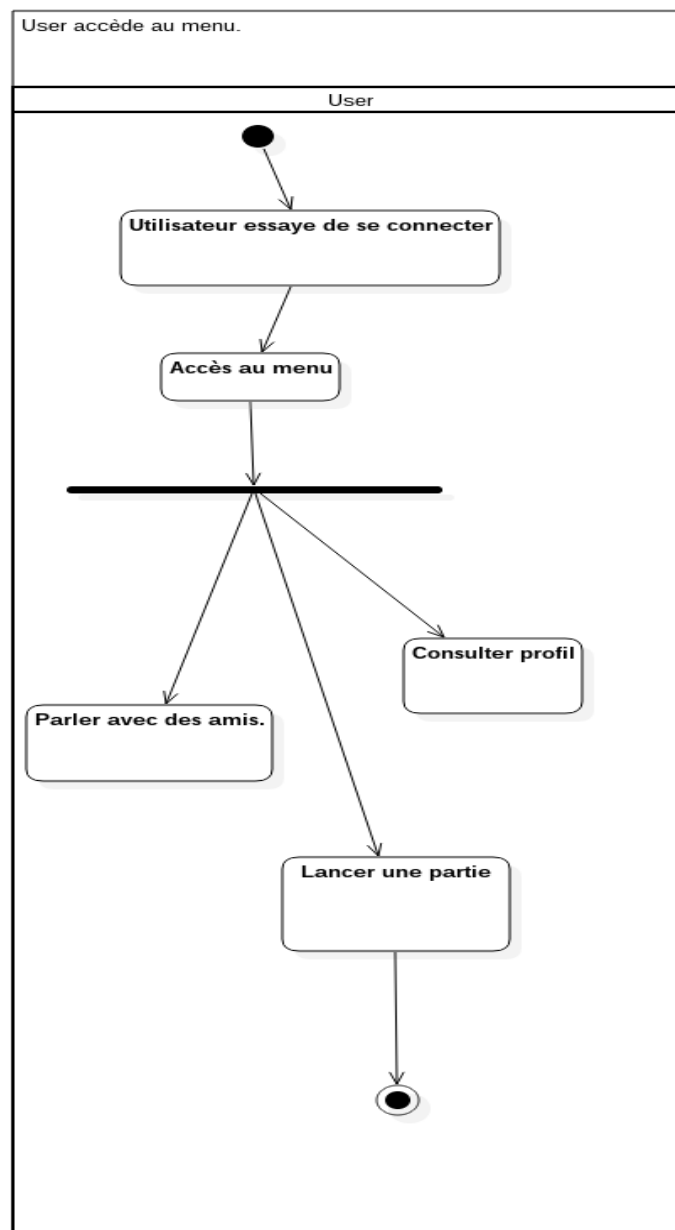 User accède au menu.
User
Utilisateur essaye de se connecter
Accès au menu
Consulter profil
Parler avec des amis.
Lancer une partie